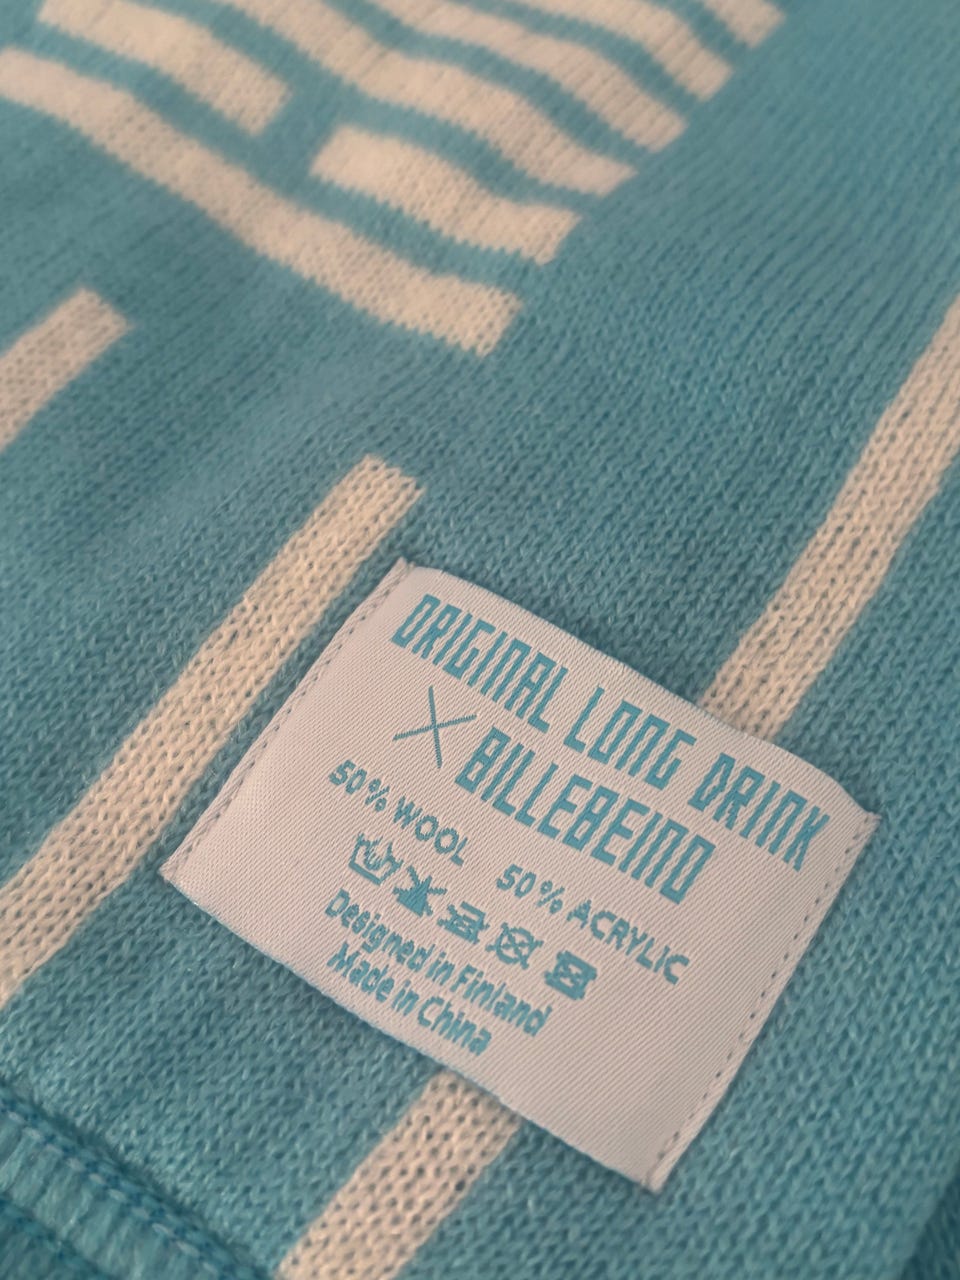 ORIGINAL LONG DRINK
X BILLEBEINO
50% WOOL 50% ACRYLIC
Designed in Finland
Made in China